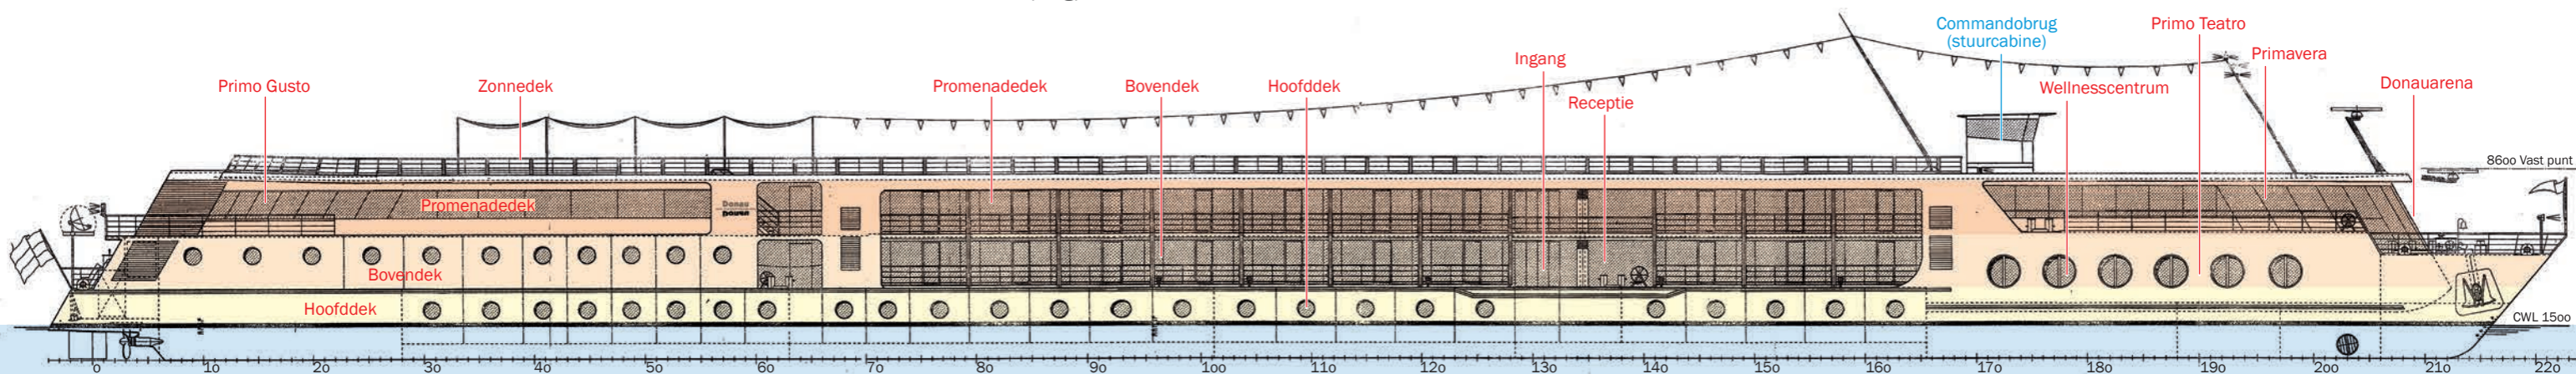 Commandobrug
(stuurcabine)
Primo Teatro
Primavera
Ingang
Primo Gusto
Zonnedek
Promenadedek
Bovendek
Hoofddek
Receptie
Wellnesscentrum
Donauarena
8600 Vast punt
Promenadedek
Donau
Bovendek
Hoofddek
CWL 1500
0 10 20 30 40 50 60 70 80 90 100 110 120 130 140 150 160 170 180 190 200 210 220